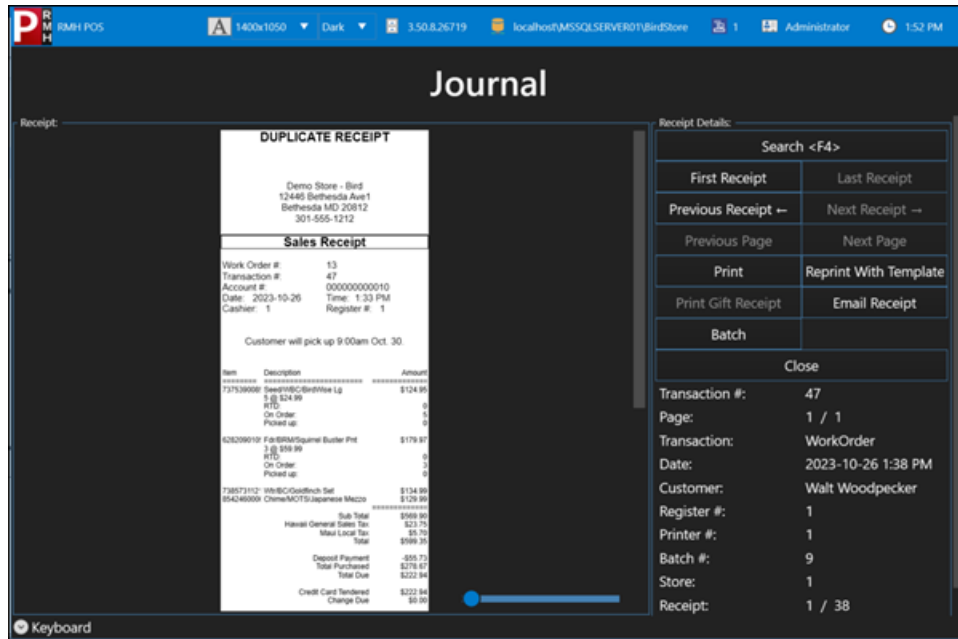 RMH
RMH POS
A 1400x1050 Dark 3.50.8.26719 localhost\MSSQLSERVER01\BirdStore 1 Administrator 1:52 PM
Journal
Receipt:
DUPLICATE RECEIPT
Demo Store - Bird
12446 Bethesda Ave1
Bethesda MD 20812
301-555-1212
Sales Receipt
Work Order #: 13
Transaction #: 47
Account #: 000000000010
Date: 2023-10-26 Time: 1:33 PM
Cashier: 1 Register #: 1
Customer will pick up 9:00am Oct. 30.
Item Description Amount
Seed/WBC/BirdWise Lg $124.95
5 @ $24.99
RTD: 0
On Order: 5
Picked up: 0
Fdr/BRM/Squirrel Buster Pnt $179.97
3 @ $59.99
RTD: 0
On Order: 3
Picked up: 0
Wtr/BC/Goldfinch Set $134.99
Chime/MOTS/Japanese Mezzo $129.99
Sub Total $569.90
Hawaii General Sales Tax $23.75
Maui Local Tax $5.70
Total $599.35
Deposit Payment -$55.73
Total Purchased $278.67
Total Due $222.94
Credit Card Tendered $222.94
Change Due $0.00
Receipt Details:
Search <F4>
First Receipt Last Receipt
Previous Receipt ← Next Receipt →
Previous Page Next Page
Print Reprint With Template
Print Gift Receipt Email Receipt
Batch
Close
Transaction #: 47
Page: 1 / 1
Transaction: WorkOrder
Date: 2023-10-26 1:38 PM
Customer: Walt Woodpecker
Register #: 1
Printer #: 1
Batch #: 9
Store: 1
Receipt: 1 / 38
Keyboard